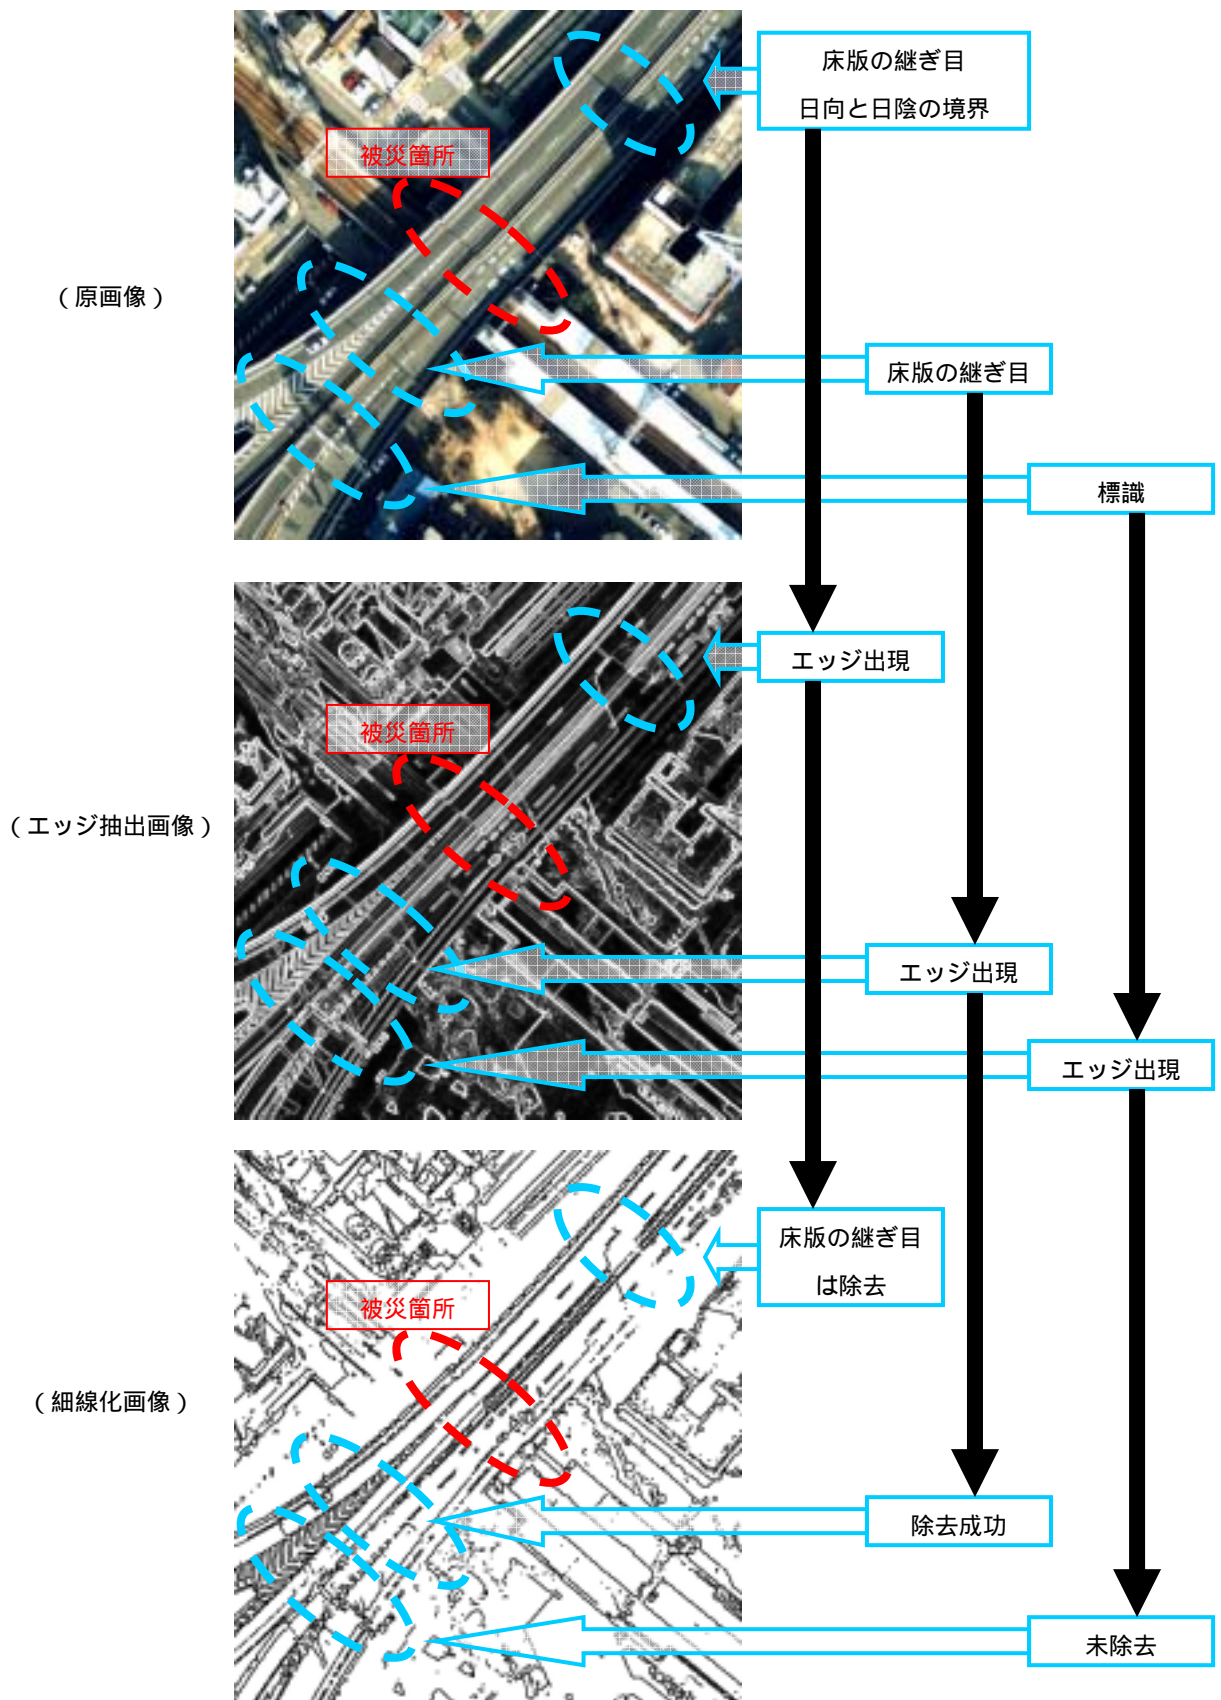 床版の継ぎ目
日向と日陰の境界
被災箇所
（原画像）
床版の継ぎ目
標識
エッジ出現
被災箇所
（エッジ抽出画像）
エッジ出現
エッジ出現
床版の継ぎ目
は除去
被災箇所
（細線化画像）
除去成功
未除去